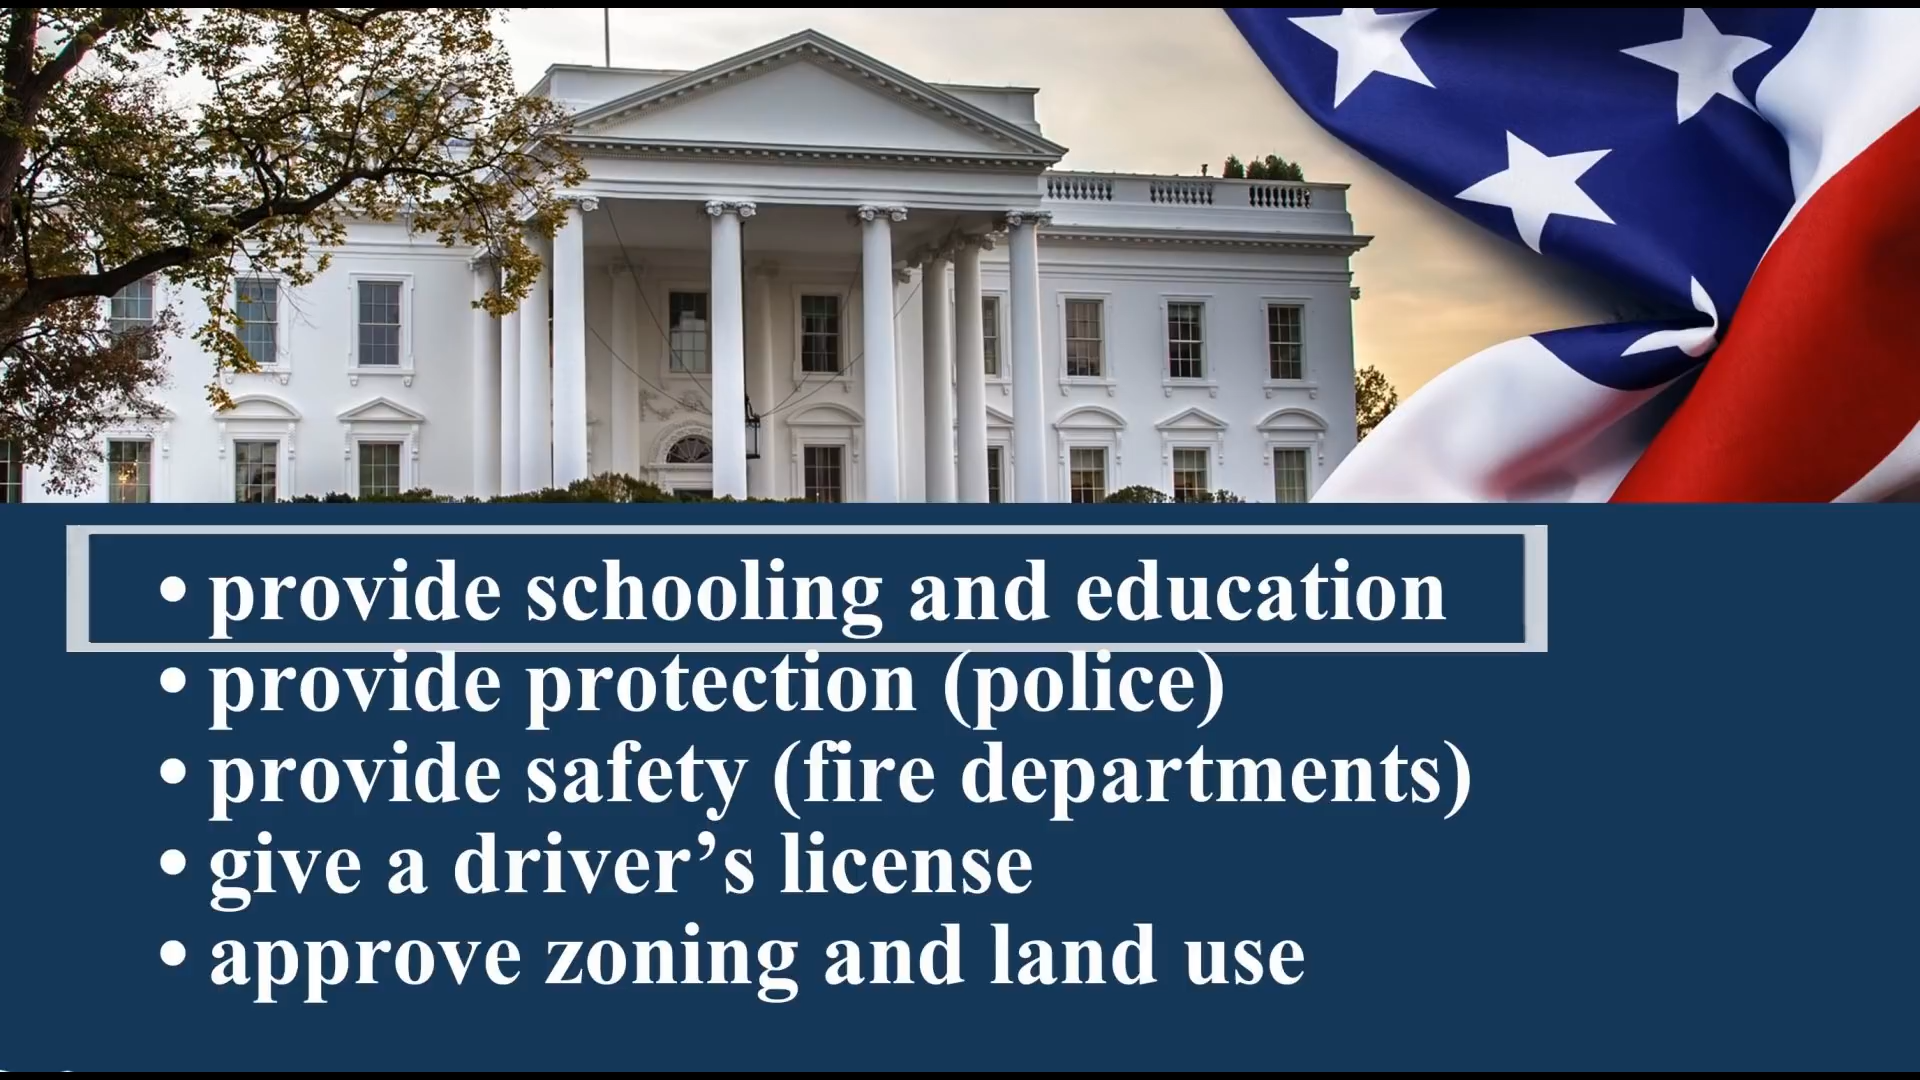 • provide schooling and education
• provide protection (police)
• provide safety (fire departments)
• give a driver’s license
• approve zoning and land use